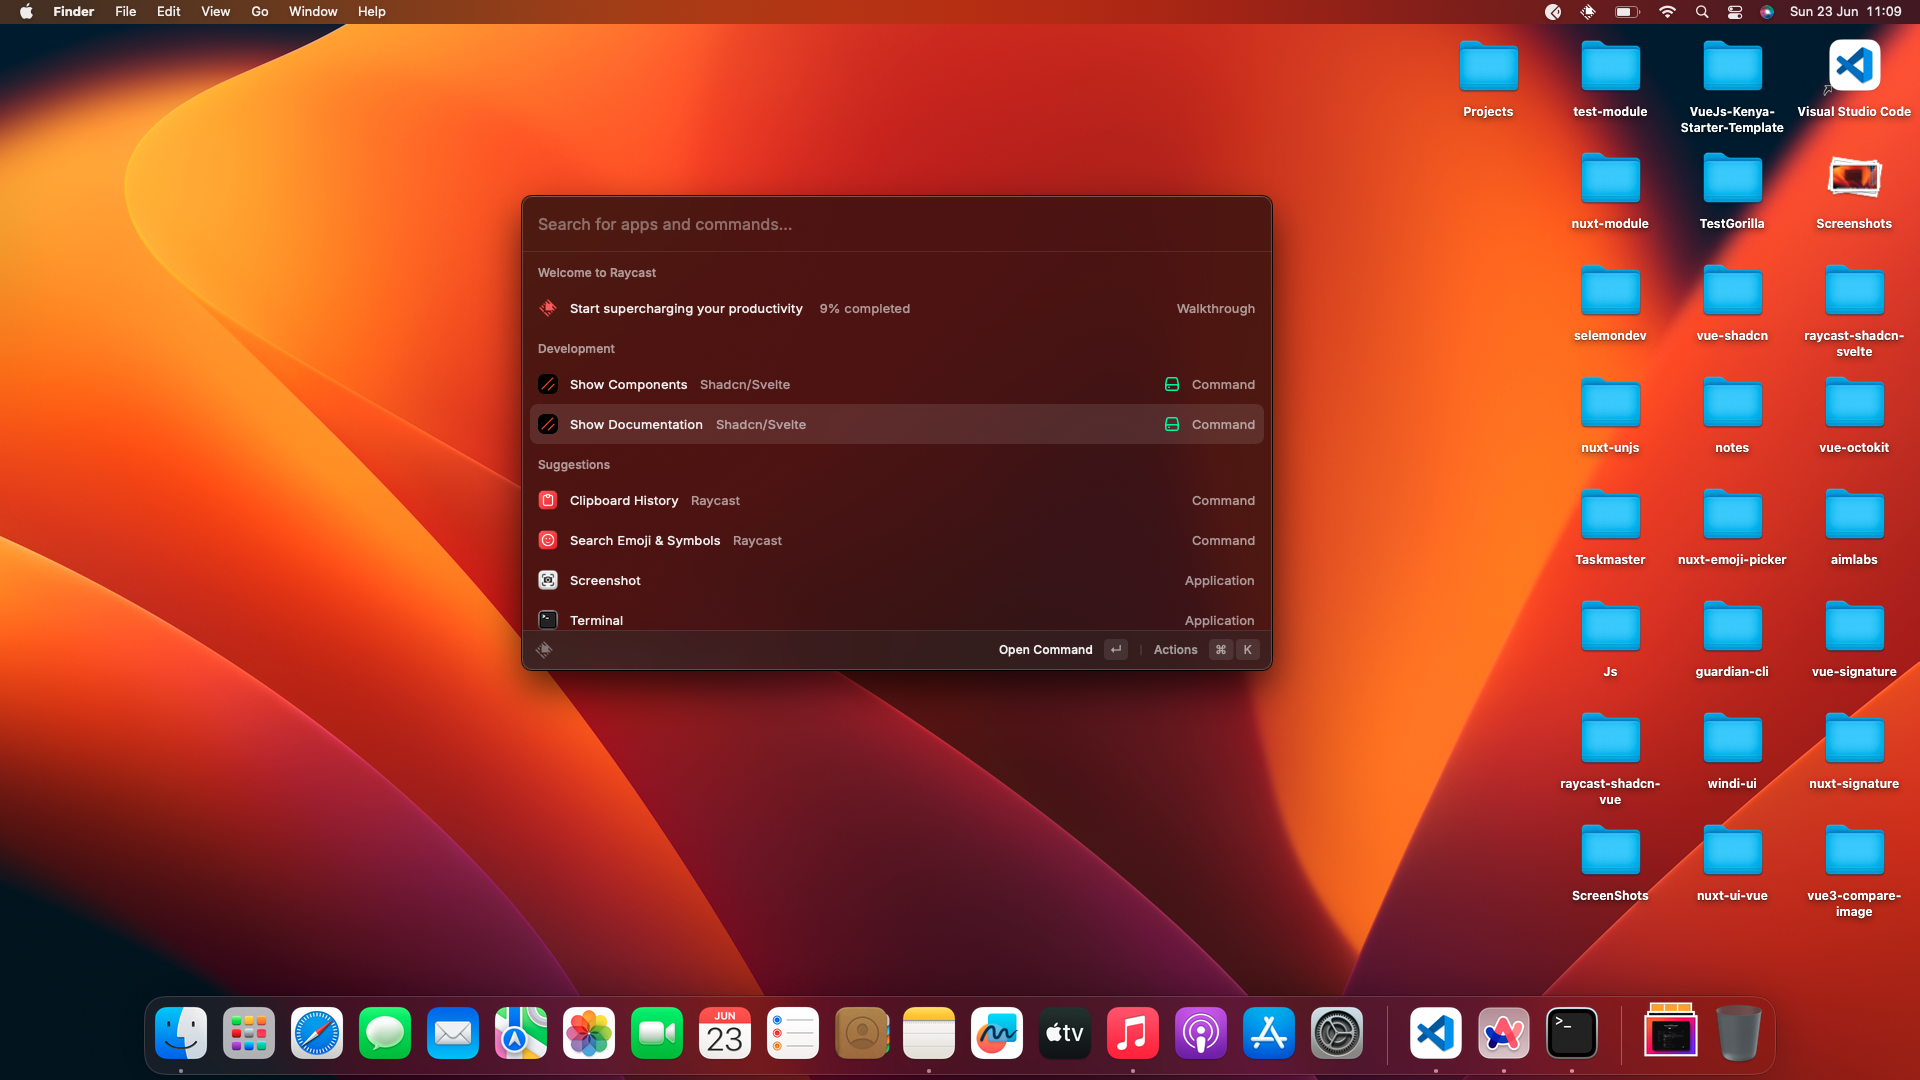 Finder File Edit View Go Window Help
Sun 23 Jun 11:09
Projects
test-module
VueJs-Kenya-
Starter-Template
Visual Studio Code
nuxt-module
TestGorilla
Screenshots
selemondev
vue-shadcn
raycast-shadcn-
svelte
nuxt-unjs
notes
vue-octokit
Taskmaster
nuxt-emoji-picker
aimlabs
Js
guardian-cli
vue-signature
raycast-shadcn-
vue
windi-ui
nuxt-signature
ScreenShots
nuxt-ui-vue
vue3-compare-
image
Search for apps and commands...
Welcome to Raycast
Start supercharging your productivity 9% completed Walkthrough
Development
Show Components Shadcn/Svelte Command
Show Documentation Shadcn/Svelte Command
Suggestions
Clipboard History Raycast Command
Search Emoji & Symbols Raycast Command
Screenshot Application
Terminal Application
Open Command ↵ Actions ⌘ K
JUN
23
tv
>_